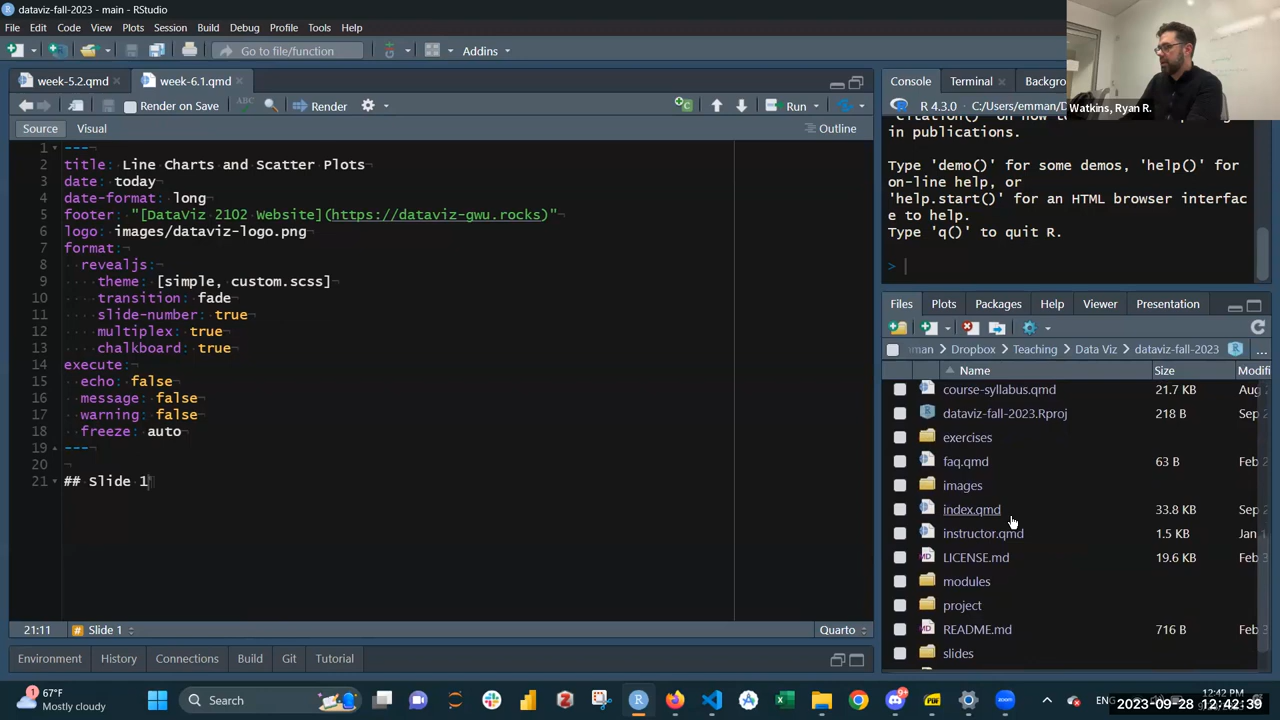 dataviz-fall-2023 - main - RStudio
File Edit Code View Plots Session Build Debug Profile Tools Help
Go to file/function
Addins
week-5.2.qmd
week-6.1.qmd
Render on Save
Render
Run
Source
Visual
Outline
1 ---
2 title: Line Charts and Scatter Plots
3 date: today
4 date-format: long
5 footer: "[DataViz 2102 Website](https://dataviz-gwu.rocks)"
6 logo: images/dataviz-logo.png
7 format:
8 revealjs:
9 theme: [simple, custom.scss]
10 transition: fade
11 slide-number: true
12 multiplex: true
13 chalkboard: true
14 execute:
15 echo: false
16 message: false
17 warning: false
18 freeze: auto
19 ---
20
21 ## Slide 1
21:11
# Slide 1
Quarto
Environment History Connections Build Git Tutorial
Console Terminal Backgro
Watkins, Ryan R.
R 4.3.0
C:/Users/emman/D
in publications.
Type 'demo()' for some demos, 'help()' for
on-line help, or
'help.start()' for an HTML browser interfac
e to help.
Type 'q()' to quit R.
>
Files Plots Packages Help Viewer Presentation
man Dropbox Teaching Data Viz dataviz-fall-2023
...
Name Size Modifi
course-syllabus.qmd 21.7 KB Aug
dataviz-fall-2023.Rproj 218 B Sep
exercises
faq.qmd 63 B Feb
images
index.qmd 33.8 KB Sep
instructor.qmd 1.5 KB Jan
LICENSE.md 19.6 KB Feb
modules
project
README.md 716 B Feb
slides
1
67°F
Mostly cloudy
Search
9+
ENG
2023-09-28 12:42:39